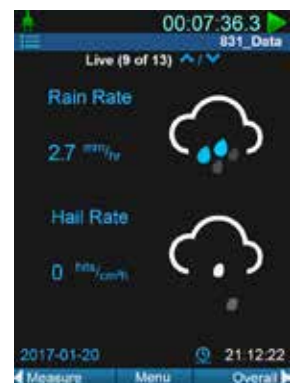 00:07:36.3
831_Data
Live (9 of 13) /
Rain Rate
2.7 mm/hr
Hail Rate
0 hits/cm²h
2017-01-20 21:12:22
Measure Menu Overall